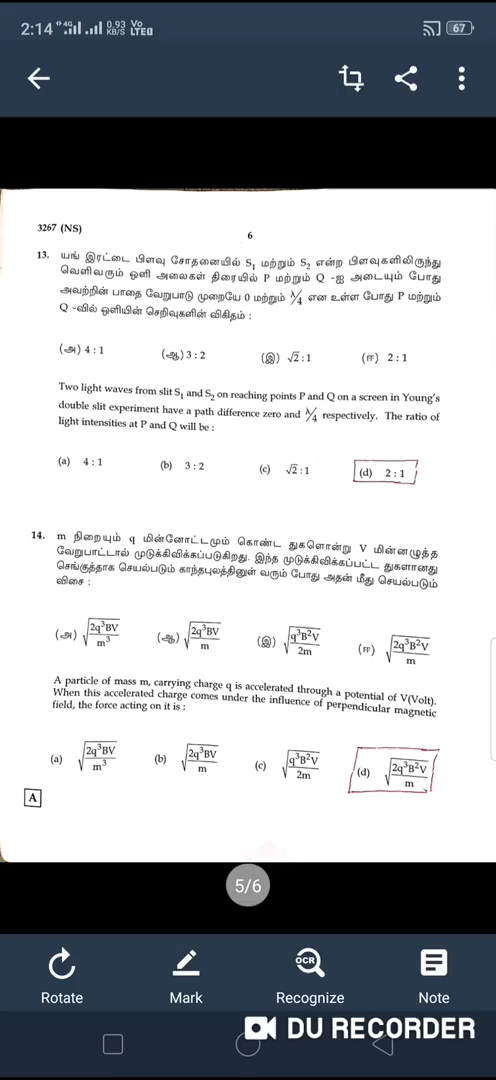 2:14 4G 0.93 KB/S Vo LTE 67
3267 (NS)
6
13. யங் இரட்டை பிளவு சோதனையில் S₁ மற்றும் S₂ என்ற பிளவுகளிலிருந்து
வெளிவரும் ஒளி அலைகள் திரையில் P மற்றும் Q -ஐ அடையும் போது
அவற்றின் பாதை வேறுபாடு முறையே 0 மற்றும் λ/4 என உள்ள போது P மற்றும்
Q -வில் ஒளியின் செறிவுகளின் விகிதம் :
(அ) 4 : 1 (ஆ) 3 : 2 (இ) √2 : 1 (ஈ) 2 : 1
Two light waves from slit S₁ and S₂ on reaching points P and Q on a screen in Young's
double slit experiment have a path difference zero and λ/4 respectively. The ratio of
light intensities at P and Q will be :
(a) 4 : 1 (b) 3 : 2 (c) √2 : 1 (d) 2 : 1
14. m நிறையும் q மின்னோட்டமும் கொண்ட துகளொன்று V மின்னழுத்த
வேறுபாட்டால் முடுக்கிவிக்கப்படுகிறது. இந்த முடுக்கிவிக்கப்பட்ட துகளானது
செங்குத்தாக செயல்படும் காந்தபுலத்தினுள் வரும் போது அதன் மீது செயல்படும்
விசை :
(அ) √(2q³BV/m³) (ஆ) √(2q³BV/m) (இ) √(q³B²V/2m) (ஈ) √(2q³B²V/m)
A particle of mass m, carrying charge q is accelerated through a potential of V(Volt).
When this accelerated charge comes under the influence of perpendicular magnetic
field, the force acting on it is :
(a) √(2q³BV/m³) (b) √(2q³BV/m) (c) √(q³B²V/2m) (d) √(2q³B²V/m)
A
5/6
OCR
Rotate Mark Recognize Note
DU RECORDER